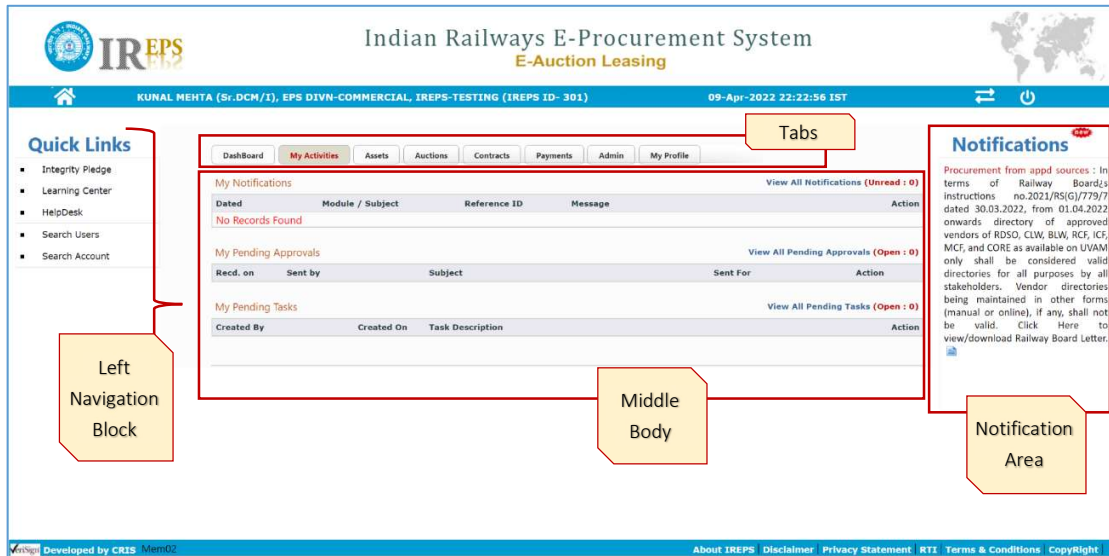 IREPS
Indian Railways E-Procurement System
E-Auction Leasing
KUNAL MEHTA (Sr.DCM/I), EPS DIVN-COMMERCIAL, IREPS-TESTING (IREPS ID- 301) 09-Apr-2022 22:22:56 IST
Quick Links
Integrity Pledge
Learning Center
HelpDesk
Search Users
Search Account
Left
Navigation
Block
Tabs
DashBoard My Activities Assets Auctions Contracts Payments Admin My Profile
My Notifications View All Notifications (Unread : 0)
Dated Module / Subject Reference ID Message Action
No Records Found
My Pending Approvals View All Pending Approvals (Open : 0)
Recd. on Sent by Subject Sent For Action
My Pending Tasks View All Pending Tasks (Open : 0)
Created By Created On Task Description Action
Middle
Body
Notifications
new
Procurement from appd sources : In
terms of Railway Board¿s
instructions no.2021/RS(G)/779/7
dated 30.03.2022, from 01.04.2022
onwards directory of approved
vendors of RDSO, CLW, BLW, RCF, ICF,
MCF, and CORE as available on UVAM
only shall be considered valid
directories for all purposes by all
stakeholders. Vendor directories
being maintained in other forms
(manual or online), if any, shall not
be valid. Click Here to
view/download Railway Board Letter.
Notification
Area
VeriSign Developed by CRIS Mem02 About IREPS Disclaimer Privacy Statement RTI Terms & Conditions CopyRight